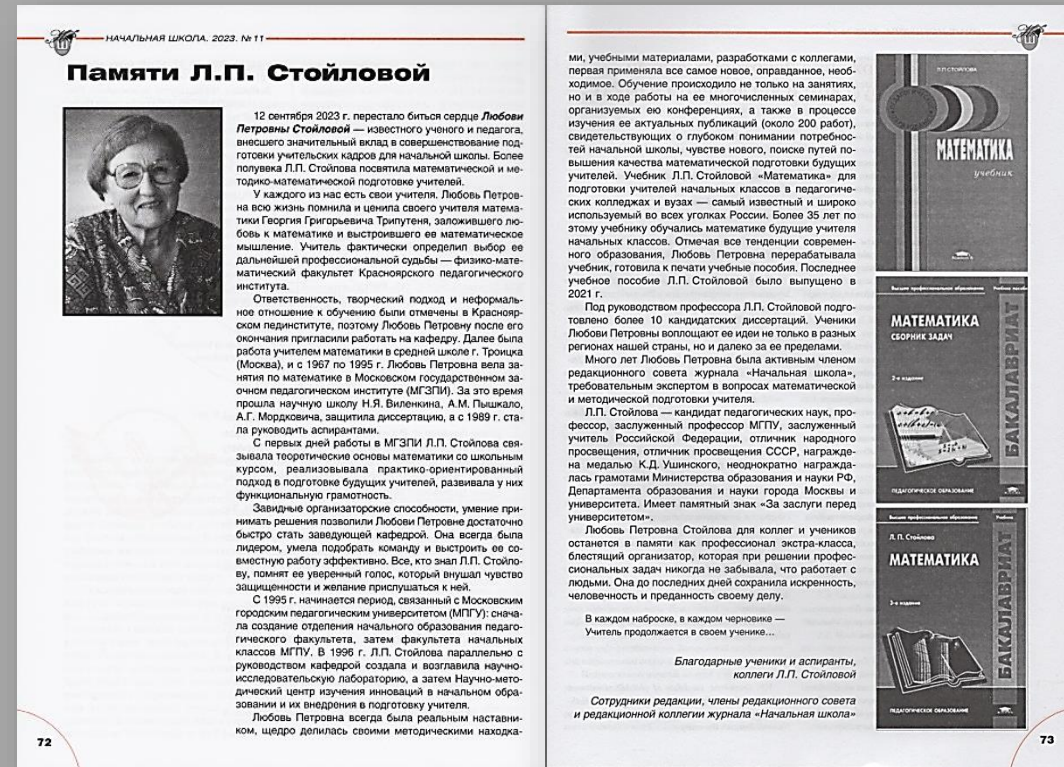 НАЧАЛЬНАЯ ШКОЛА. 2023. № 11
Памяти Л.П. Стойловой
12 сентября 2023 г. перестало биться сердце Любови
Петровны Стойловой — известного ученого и педагога,
внесшего значительный вклад в совершенствование под-
готовки учительских кадров для начальной школы. Более
полувека Л.П. Стойлова посвятила математической и ме-
тодико-математической подготовке учителей.
У каждого из нас есть свои учителя. Любовь Петров-
на всю жизнь помнила и ценила своего учителя матема-
тики Георгия Григорьевича Трипутеня, заложившего лю-
бовь к математике и выстроившего ее математическое
мышление. Учитель фактически определил выбор ее
дальнейшей профессиональной судьбы — физико-мате-
матический факультет Красноярского педагогического
института.
Ответственность, творческий подход и неформаль-
ное отношение к обучению были отмечены в Краснояр-
ском пединституте, поэтому Любовь Петровну после его
окончания пригласили работать на кафедру. Далее была
работа учителем математики в средней школе г. Троицка
(Москва), и с 1967 по 1995 г. Любовь Петровна вела за-
нятия по математике в Московском государственном за-
очном педагогическом институте (МГЗПИ). За это время
прошла научную школу Н.Я. Виленкина, А.М. Пышкало,
А.Г. Мордковича, защитила диссертацию, а с 1989 г. ста-
ла руководить аспирантами.
С первых дней работы в МГЗПИ Л.П. Стойлова свя-
зывала теоретические основы математики со школьным
курсом, реализовывала практико-ориентированный
подход в подготовке будущих учителей, развивала у них
функциональную грамотность.
Завидные организаторские способности, умение при-
нимать решения позволили Любови Петровне достаточно
быстро стать заведующей кафедрой. Она всегда была
лидером, умела подобрать команду и выстроить ее со-
вместную работу эффективно. Все, кто знал Л.П. Стойло-
ву, помнят ее уверенный голос, который внушал чувство
защищенности и желание прислушаться к ней.
С 1995 г. начинается период, связанный с Московским
городским педагогическим университетом (МПГУ): снача-
ла создание отделения начального образования педаго-
гического факультета, затем факультета начальных
классов МГПУ. В 1996 г. Л.П. Стойлова параллельно с
руководством кафедрой создала и возглавила научно-
исследовательскую лабораторию, а затем Научно-мето-
дический центр изучения инноваций в начальном обра-
зовании и их внедрения в подготовку учителя.
Любовь Петровна всегда была реальным наставни-
ком, щедро делилась своими методическими находка-
72
ми, учебными материалами, разработками с коллегами,
первая применяла все самое новое, оправданное, необ-
ходимое. Обучение происходило не только на занятиях,
но и в ходе работы на ее многочисленных семинарах,
организуемых ею конференциях, а также в процессе
изучения ее актуальных публикаций (около 200 работ),
свидетельствующих о глубоком понимании потребнос-
тей начальной школы, чувстве нового, поиске путей по-
вышения качества математической подготовки будущих
учителей. Учебник Л.П. Стойловой «Математика» для
подготовки учителей начальных классов в педагогичес-
ких колледжах и вузах — самый известный и широко
используемый во всех уголках России. Более 35 лет по
этому учебнику обучались математике будущие учителя
начальных классов. Отмечая все тенденции современ-
ного образования, Любовь Петровна перерабатывала
учебник, готовила к печати учебные пособия. Последнее
учебное пособие Л.П. Стойловой было выпущено в
2021 г.
Под руководством профессора Л.П. Стойловой подго-
товлено более 10 кандидатских диссертаций. Ученики
Любови Петровны воплощают ее идеи не только в разных
регионах нашей страны, но и далеко за ее пределами.
Много лет Любовь Петровна была активным членом
редакционного совета журнала «Начальная школа»,
требовательным экспертом в вопросах математической
и методической подготовки учителя.
Л.П. Стойлова — кандидат педагогических наук, про-
фессор, заслуженный профессор МГПУ, заслуженный
учитель Российской Федерации, отличник народного
просвещения, отличник просвещения СССР, награжде-
на медалью К.Д. Ушинского, неоднократно награжда-
лась грамотами Министерства образования и науки РФ,
Департамента образования и науки города Москвы и
университета. Имеет памятный знак «За заслуги перед
университетом».
Любовь Петровна Стойлова для коллег и учеников
останется в памяти как профессионал экстра-класса,
блестящий организатор, которая при решении профес-
сиональных задач никогда не забывала, что работает с
людьми. Она до последних дней сохранила искренность,
человечность и преданность своему делу.
В каждом наброске, в каждом черновике —
Учитель продолжается в своем ученике...
Благодарные ученики и аспиранты,
коллеги Л.П. Стойловой
Сотрудники редакции, члены редакционного совета
и редакционной коллегии журнала «Начальная школа»
Л.П. СТОЙЛОВА
МАТЕМАТИКА
учебник
Высшее профессиональное образование
Учебное пособие
МАТЕМАТИКА
СБОРНИК ЗАДАЧ
2-е издание
БАКАЛАВРИАТ
ПЕДАГОГИЧЕСКОЕ ОБРАЗОВАНИЕ
Высшее профессиональное образование
Учебник
Л. П. Стойлова
МАТЕМАТИКА
3-е издание
БАКАЛАВРИАТ
ПЕДАГОГИЧЕСКОЕ ОБРАЗОВАНИЕ
73